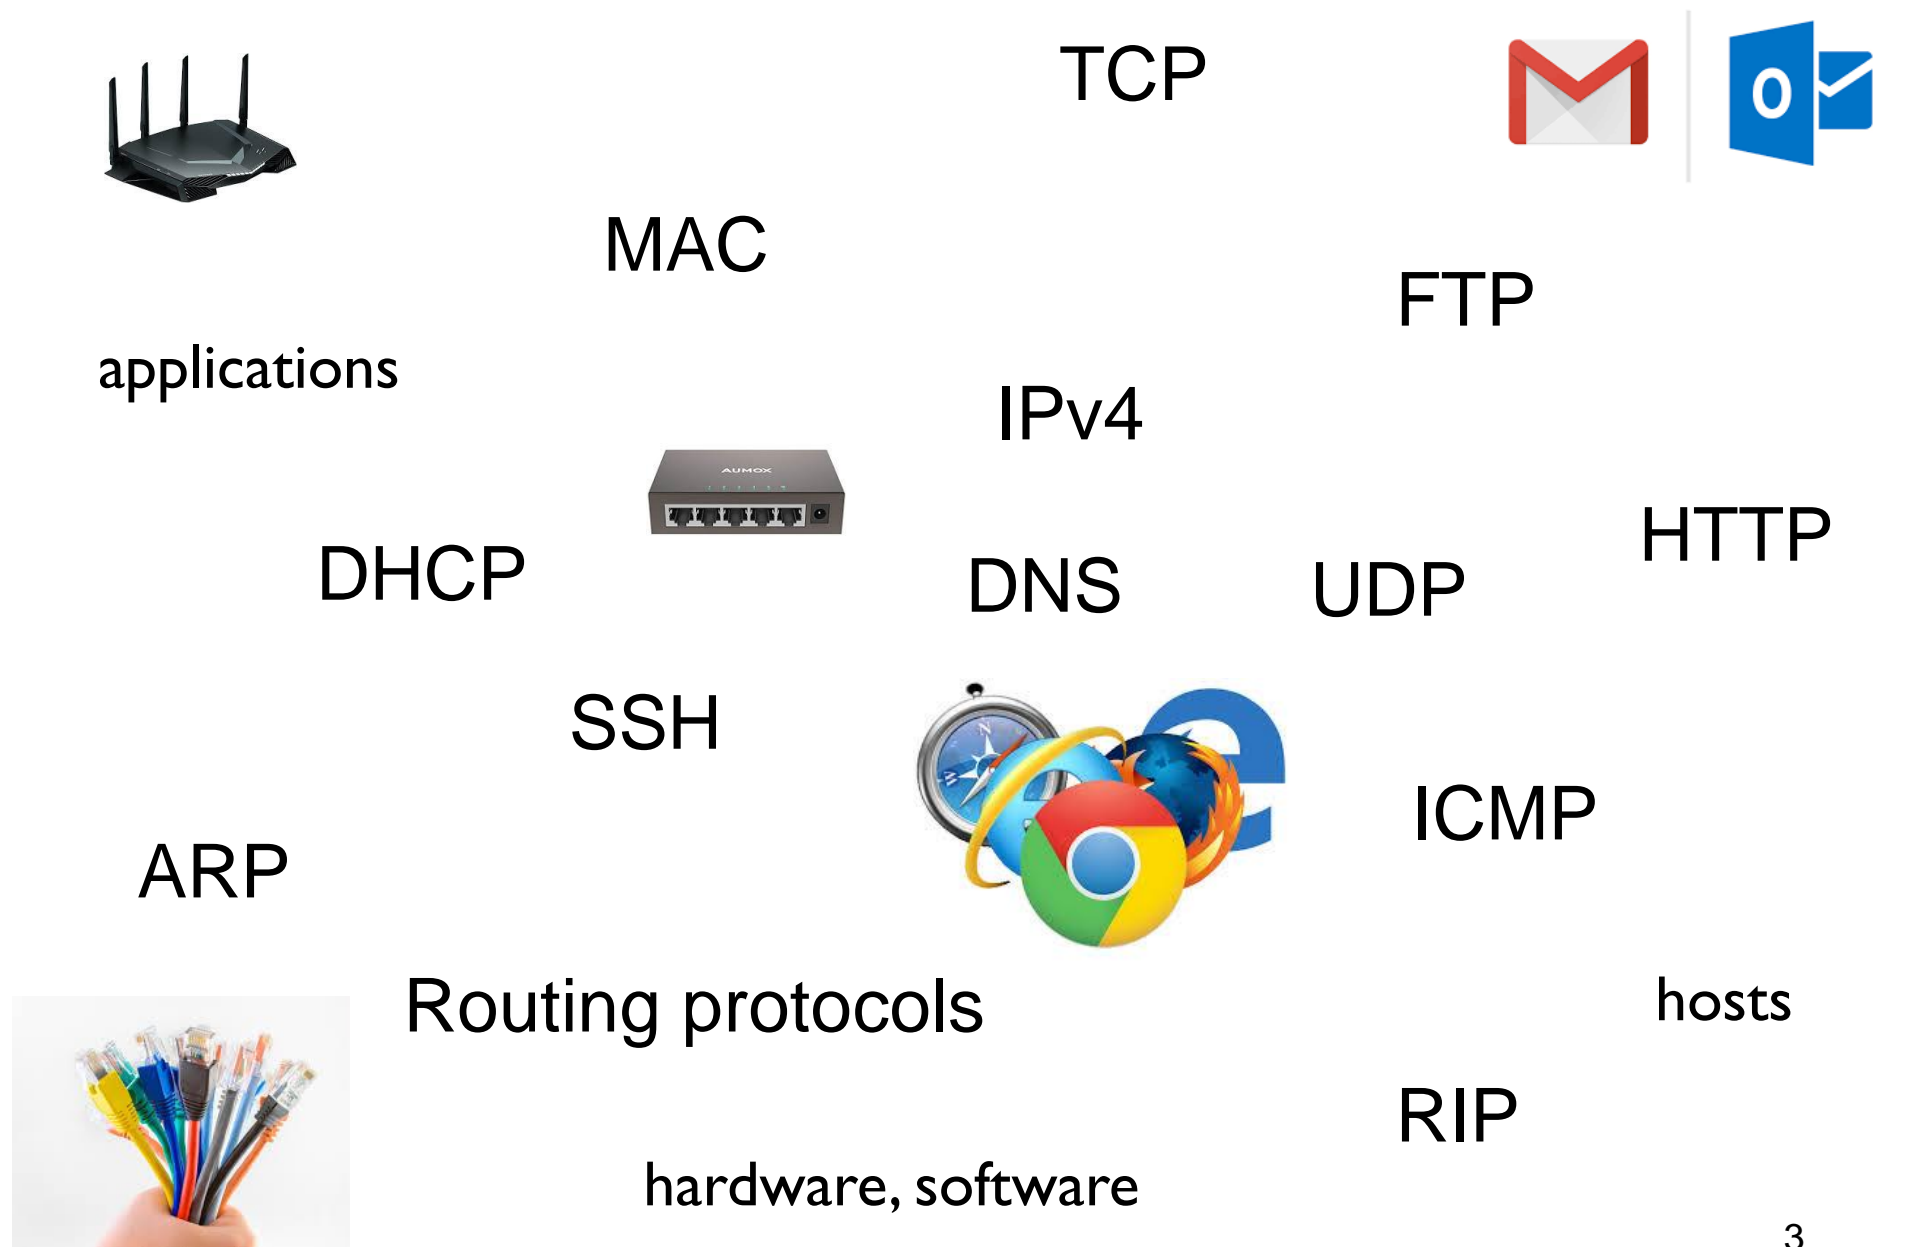 TCP
MAC
FTP
applications
IPv4
AUMOX
HTTP
DHCP
DNS
UDP
SSH
ICMP
ARP
Routing protocols
hosts
RIP
hardware, software
3